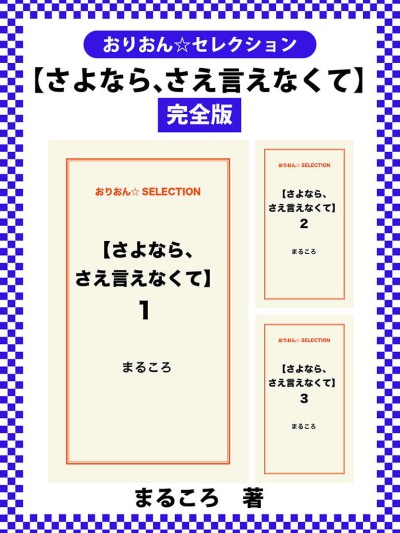 おりおん☆セレクション
【さよなら、さえ言えなくて】
完全版
おりおん☆ SELECTION
【さよなら、
さえ言えなくて】
1
まるころ
おりおん☆ SELECTION
【さよなら、
さえ言えなくて】
2
まるころ
おりおん☆ SELECTION
【さよなら、
さえ言えなくて】
3
まるころ
まるころ 著